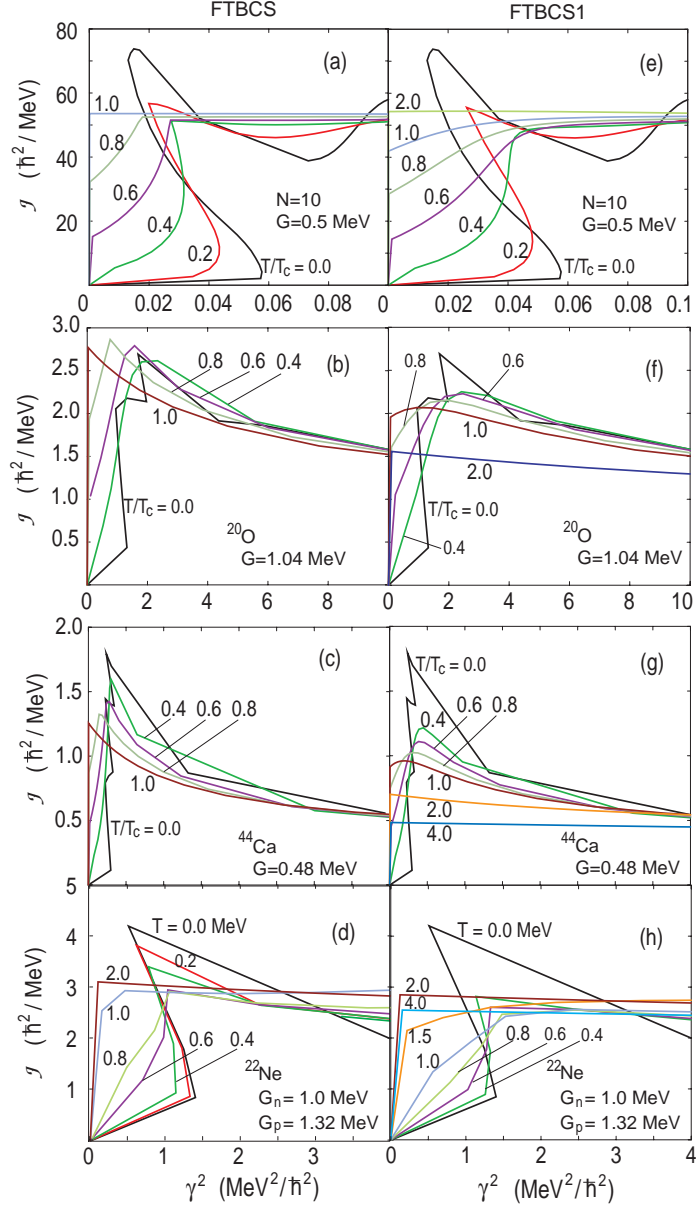 FTBCS
FTBCS1
80
60
40
20
0
ℐ (ħ²/MeV)
(a)
1.0
0.8
0.6
0.4
0.2
N=10
G=0.5 MeV
T/Tc= 0.0
0 0.02 0.04 0.06 0.08
(e)
2.0
1.0
0.8
0.6
0.4
0.2
N=10
G=0.5 MeV
T/Tc= 0.0
0 0.02 0.04 0.06 0.08 0.1
3.0
2.5
2.0
1.5
1.0
0.5
ℐ (ħ²/MeV)
(b)
0.8 0.6 0.4
1.0
T/Tc= 0.0
²⁰O
G=1.04 MeV
0 2 4 6 8
(f)
0.8
0.6
1.0
2.0
T/Tc= 0.0
0.4
²⁰O
G=1.04 MeV
0 2 4 6 8 10
2.0
1.5
1.0
0.5
ℐ (ħ²/MeV)
(c)
0.4 0.6 0.8
1.0
T/Tc= 0.0
⁴⁴Ca
G=0.48 MeV
(g)
T/Tc= 0.0
0.4
0.6
0.8
1.0
2.0
4.0
⁴⁴Ca
G=0.48 MeV
5
4
3
2
1
ℐ (ħ²/MeV)
(d)
T = 0.0 MeV
0.2
2.0
1.0
0.8
0.6 0.4
²²Ne
Gn= 1.0 MeV
Gp= 1.32 MeV
0 1 2 3
γ² (MeV²/ħ²)
(h)
T = 0.0 MeV
2.0
4.0
1.5
1.0
0.8
0.6 0.4
²²Ne
Gn= 1.0 MeV
Gp= 1.32 MeV
0 1 2 3 4
γ² (MeV²/ħ²)